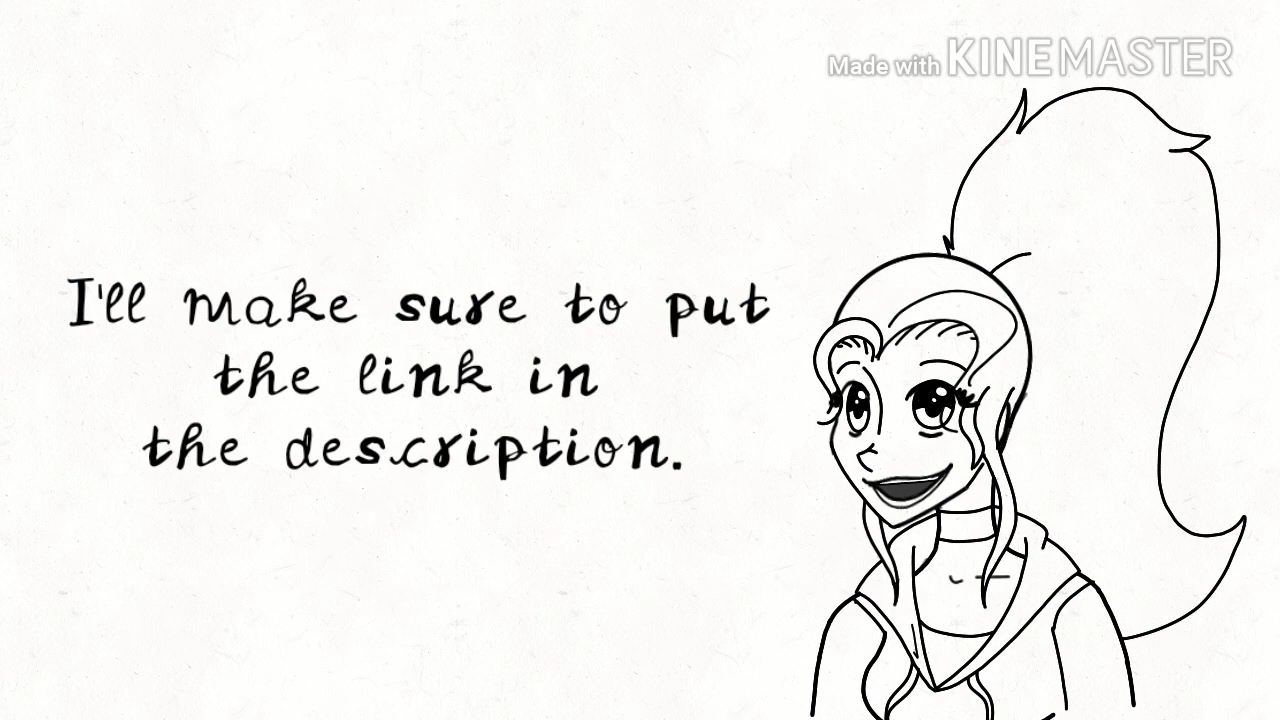 Made with KINEMASTER
I'll make sure to put
the link in
the description.